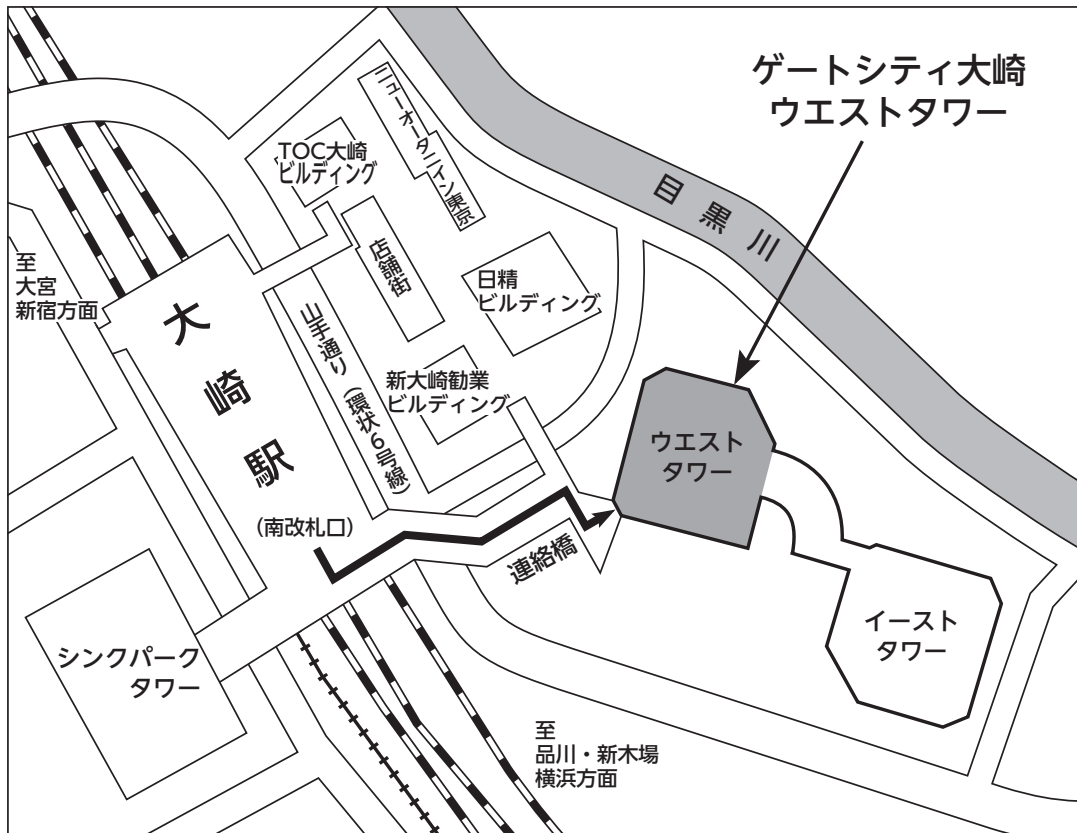 ゲートシティ大崎
ウエストタワー
ニューオータニイン東京
TOC大崎
ビルディング
目黒川
店舗街
至
大宮
新宿方面
日精
ビルディング
大崎駅
山手通り(環状6号線)
新大崎勧業
ビルディング
ウエスト
タワー
(南改札口)
連絡橋
イースト
タワー
シンクパーク
タワー
至
品川・新木場
横浜方面